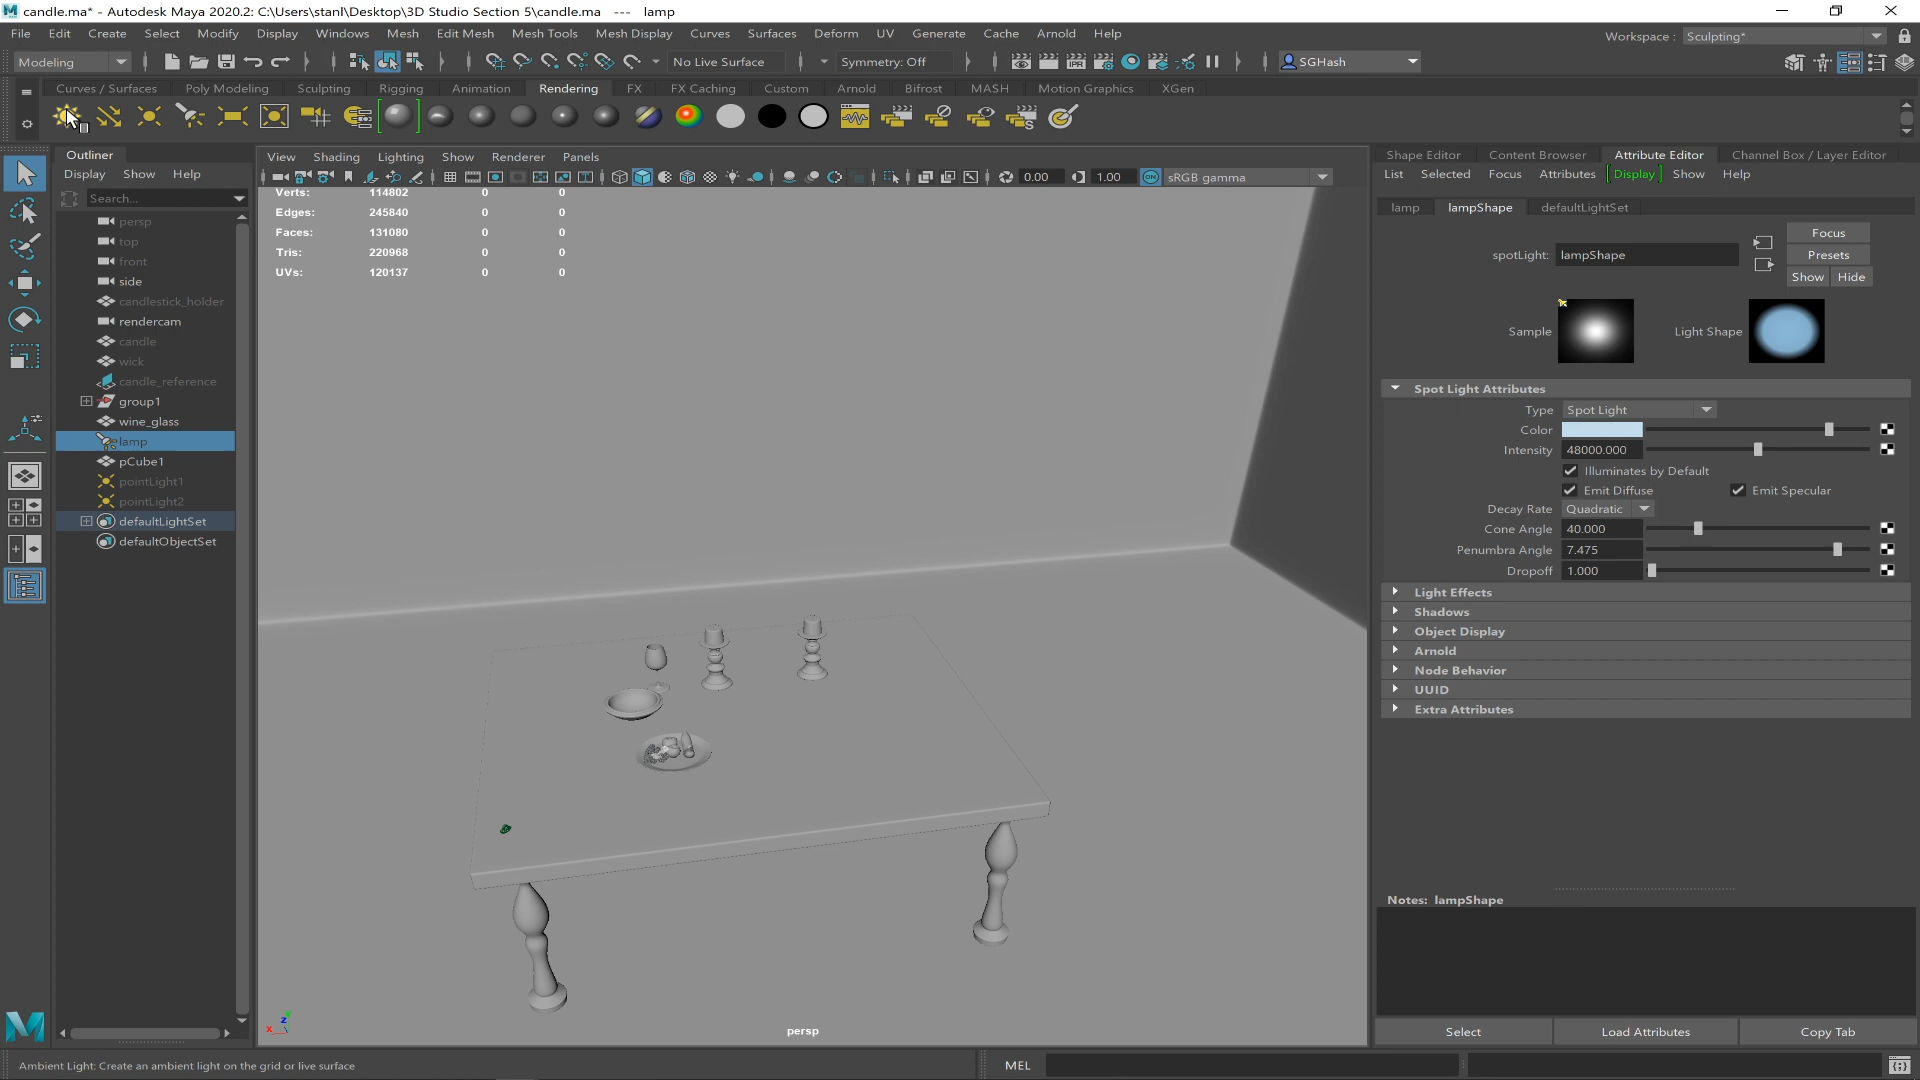 candle.ma* - Autodesk Maya 2020.2: C:\Users\stanl\Desktop\3D Studio Section 5\candle.ma --- lamp
File Edit Create Select Modify Display Windows Mesh Edit Mesh Mesh Tools Mesh Display Curves Surfaces Deform UV Generate Cache Arnold Help
Workspace : Sculpting*
Modeling
No Live Surface
Symmetry: Off
SGHash
Curves / Surfaces Poly Modeling Sculpting Rigging Animation Rendering FX FX Caching Custom Arnold Bifrost MASH Motion Graphics XGen
Outliner
Display Show Help
Search...
persp
top
front
side
candlestick_holder
rendercam
candle
wick
candle_reference
group1
wine_glass
lamp
pCube1
pointLight1
pointLight2
defaultLightSet
defaultObjectSet
View Shading Lighting Show Renderer Panels
0.00 1.00 ON sRGB gamma
Verts: 114802 0 0
Edges: 245840 0 0
Faces: 131080 0 0
Tris: 220968 0 0
UVs: 120137 0 0
persp
x z
Shape Editor Content Browser Attribute Editor Channel Box / Layer Editor
List Selected Focus Attributes Display Show Help
lamp lampShape defaultLightSet
spotLight: lampShape
Focus
Presets
Show Hide
Sample
Light Shape
Spot Light Attributes
Type Spot Light
Color
Intensity 48000.000
Illuminates by Default
Emit Diffuse Emit Specular
Decay Rate Quadratic
Cone Angle 40.000
Penumbra Angle 7.475
Dropoff 1.000
Light Effects
Shadows
Object Display
Arnold
Node Behavior
UUID
Extra Attributes
Notes: lampShape
Select Load Attributes Copy Tab
Ambient Light: Create an ambient light on the grid or live surface
MEL